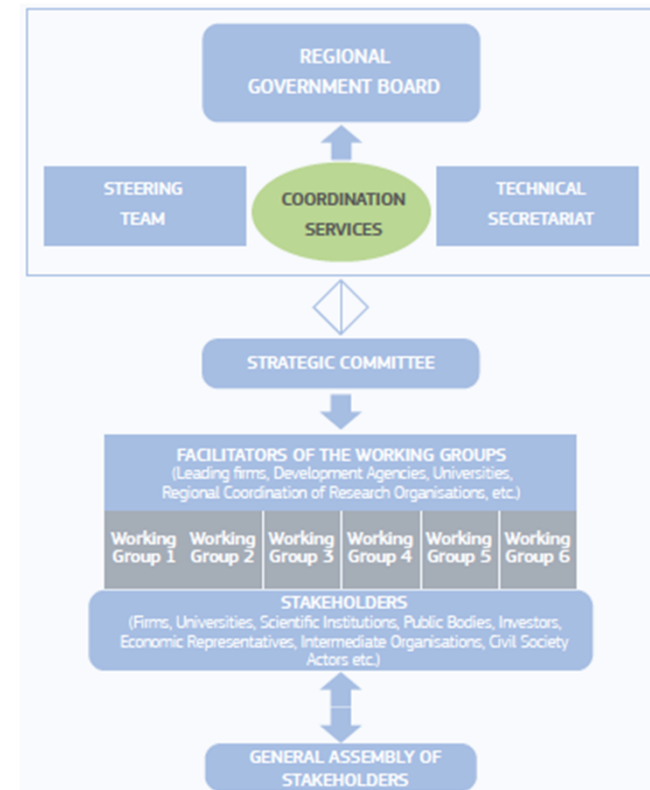 REGIONAL
GOVERNMENT BOARD
STEERING
TEAM
COORDINATION
SERVICES
TECHNICAL
SECRETARIAT
STRATEGIC COMMITTEE
FACILITATORS OF THE WORKING GROUPS
(Leading firms, Development Agencies, Universities,
Regional Coordination of Research Organisations, etc.)
Working
Group 1
Working
Group 2
Working
Group 3
Working
Group 4
Working
Group 5
Working
Group 6
STAKEHOLDERS
(Firms, Universities, Scientific Institutions, Public Bodies, Investors,
Economic Representatives, Intermediate Organisations, Civil Society
Actors etc.)
GENERAL ASSEMBLY OF
STAKEHOLDERS